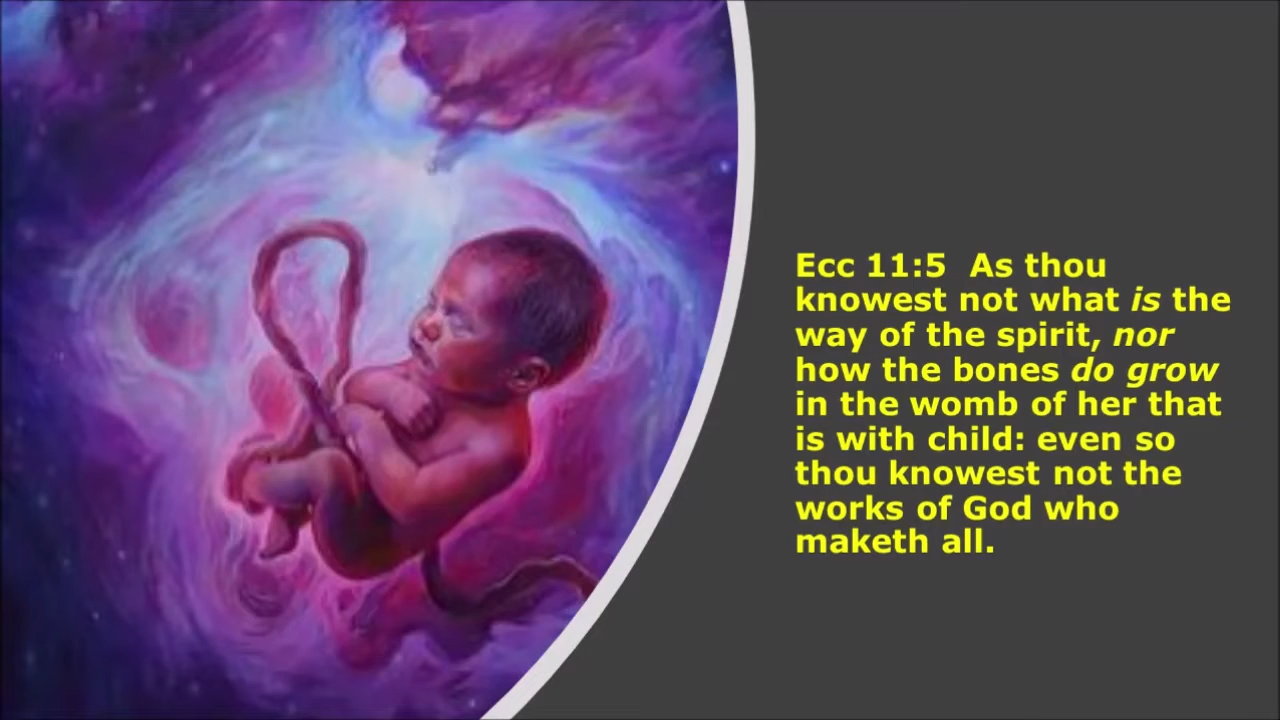 Ecc 11:5  As thou
knowest not what is the
way of the spirit, nor
how the bones do grow
in the womb of her that
is with child: even so
thou knowest not the
works of God who
maketh all.